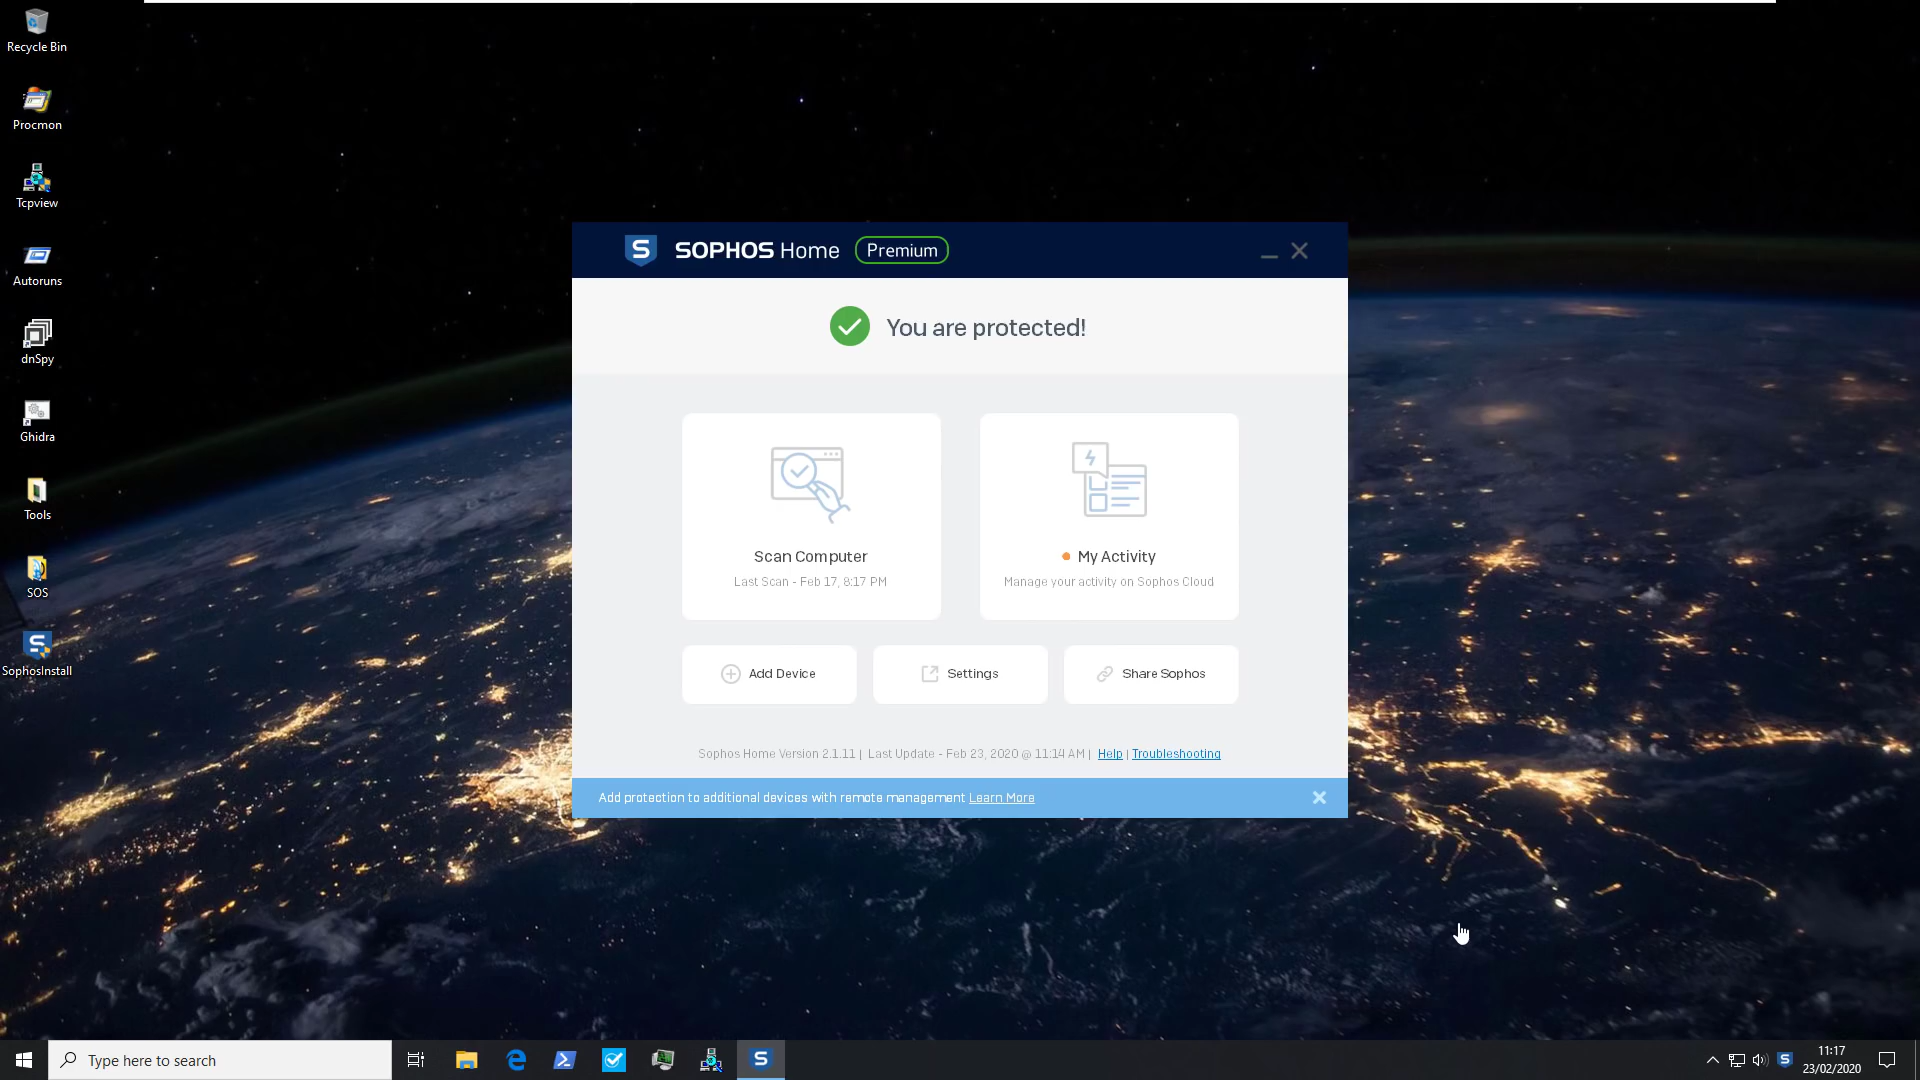 Recycle Bin
Procmon
Tcpview
Autoruns
dnSpy
Ghidra
Tools
SOS
SophosInstall
S SOPHOS Home Premium
You are protected!
Scan Computer
Last Scan - Feb 17, 8:17 PM
My Activity
Manage your activity on Sophos Cloud
Add Device
Settings
Share Sophos
Sophos Home Version 2.1.11 | Last Update - Feb 23, 2020 @ 11:14 AM | Help | Troubleshooting
Add protection to additional devices with remote management Learn More
Type here to search
11:17
23/02/2020